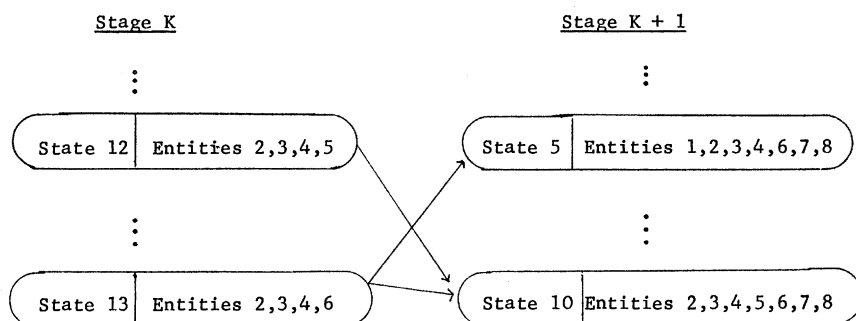 Stage K Stage K + 1
State 12 Entities 2,3,4,5 State 5 Entities 1,2,3,4,6,7,8
State 13 Entities 2,3,4,6 State 10 Entities 2,3,4,5,6,7,8